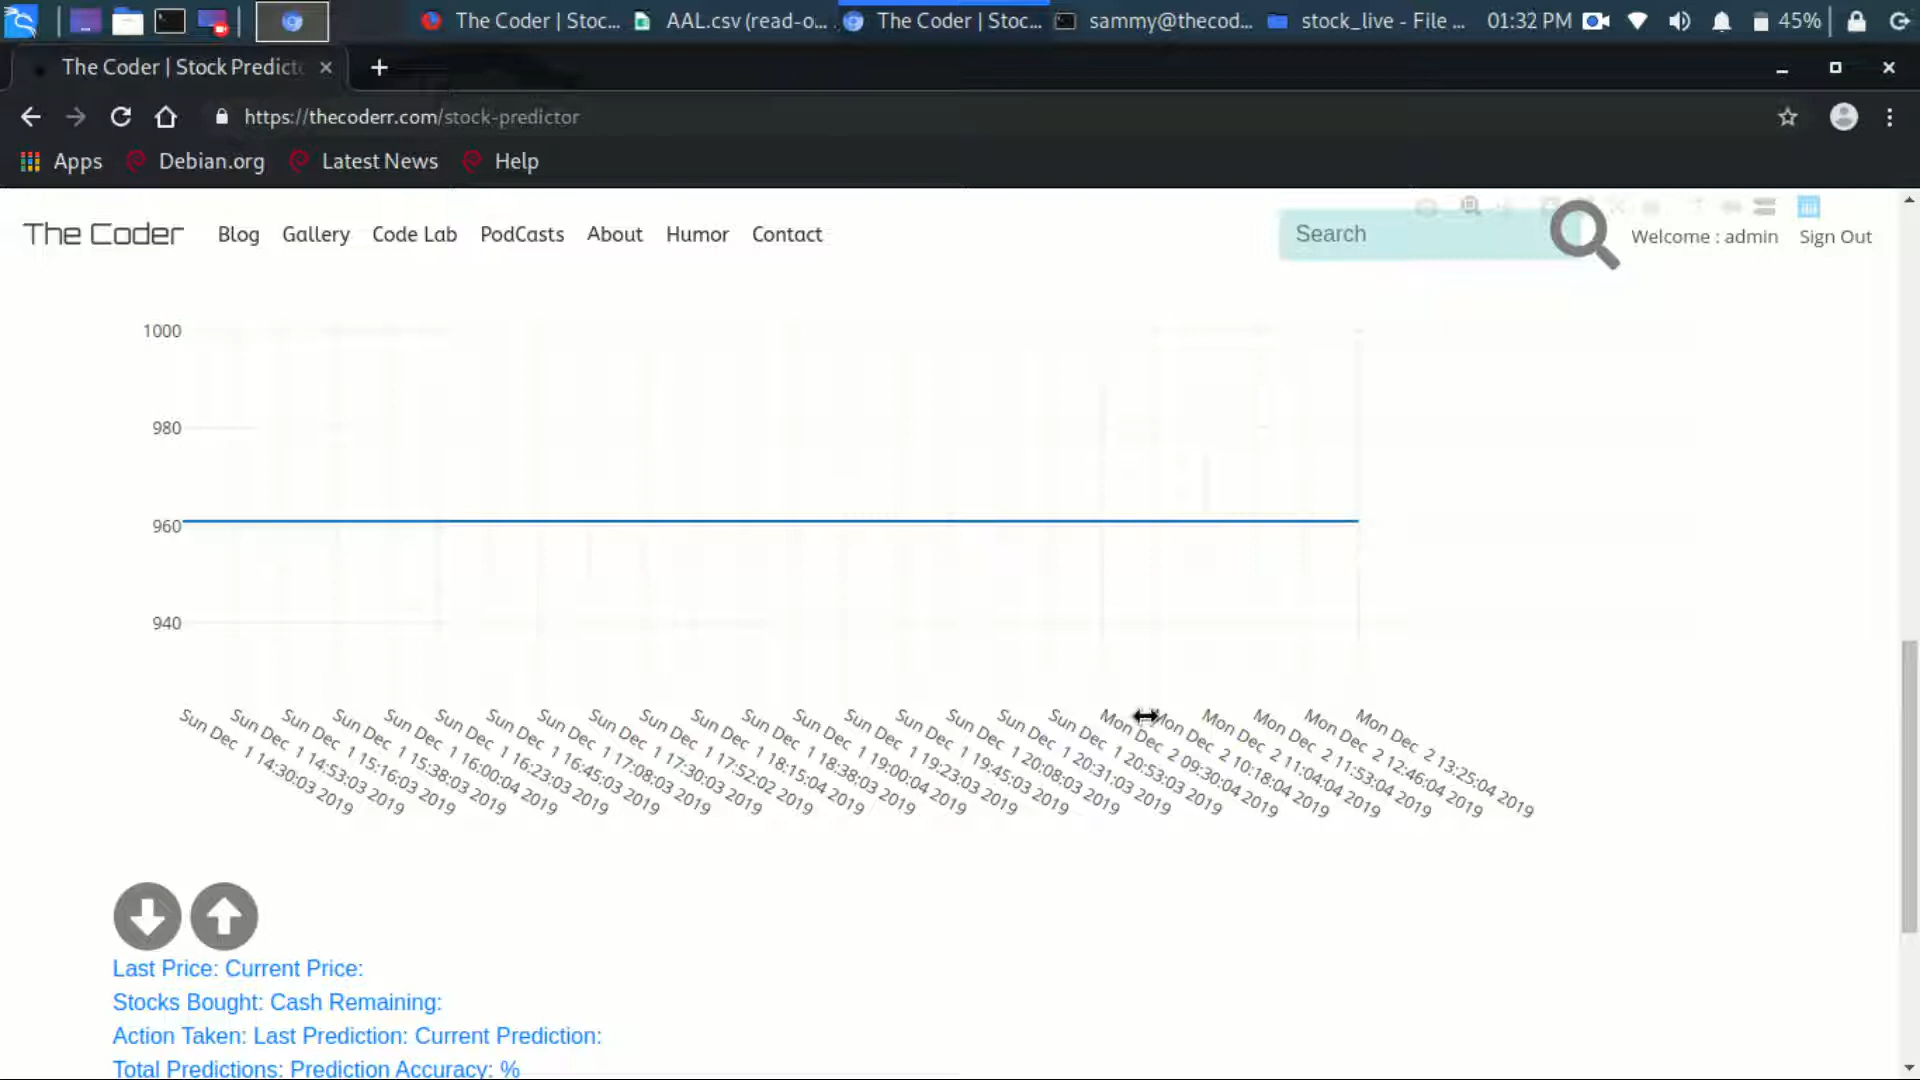 The Coder | Stoc... AAL.csv (read-o... The Coder | Stoc... sammy@thecod... stock_live - File ... 01:32 PM 45%
The Coder | Stock Predicto
https://thecoderr.com/stock-predictor
Apps Debian.org Latest News Help
The Coder Blog Gallery Code Lab PodCasts About Humor Contact Search Welcome : admin Sign Out
1000
980
960
940
Sun Dec 1 14:30:03 2019
Sun Dec 1 14:53:03 2019
Sun Dec 1 15:16:03 2019
Sun Dec 1 15:38:03 2019
Sun Dec 1 16:00:04 2019
Sun Dec 1 16:23:03 2019
Sun Dec 1 16:45:03 2019
Sun Dec 1 17:08:03 2019
Sun Dec 1 17:30:03 2019
Sun Dec 1 17:52:02 2019
Sun Dec 1 18:15:04 2019
Sun Dec 1 18:38:03 2019
Sun Dec 1 19:00:04 2019
Sun Dec 1 19:23:03 2019
Sun Dec 1 19:45:03 2019
Sun Dec 1 20:08:03 2019
Sun Dec 1 20:31:03 2019
Sun Dec 1 20:53:03 2019
Mon Dec 2 09:30:04 2019
Mon Dec 2 10:18:04 2019
Mon Dec 2 11:04:04 2019
Mon Dec 2 11:53:04 2019
Mon Dec 2 12:46:04 2019
Mon Dec 2 13:25:04 2019
Last Price: Current Price:
Stocks Bought: Cash Remaining:
Action Taken: Last Prediction: Current Prediction:
Total Predictions: Prediction Accuracy: %